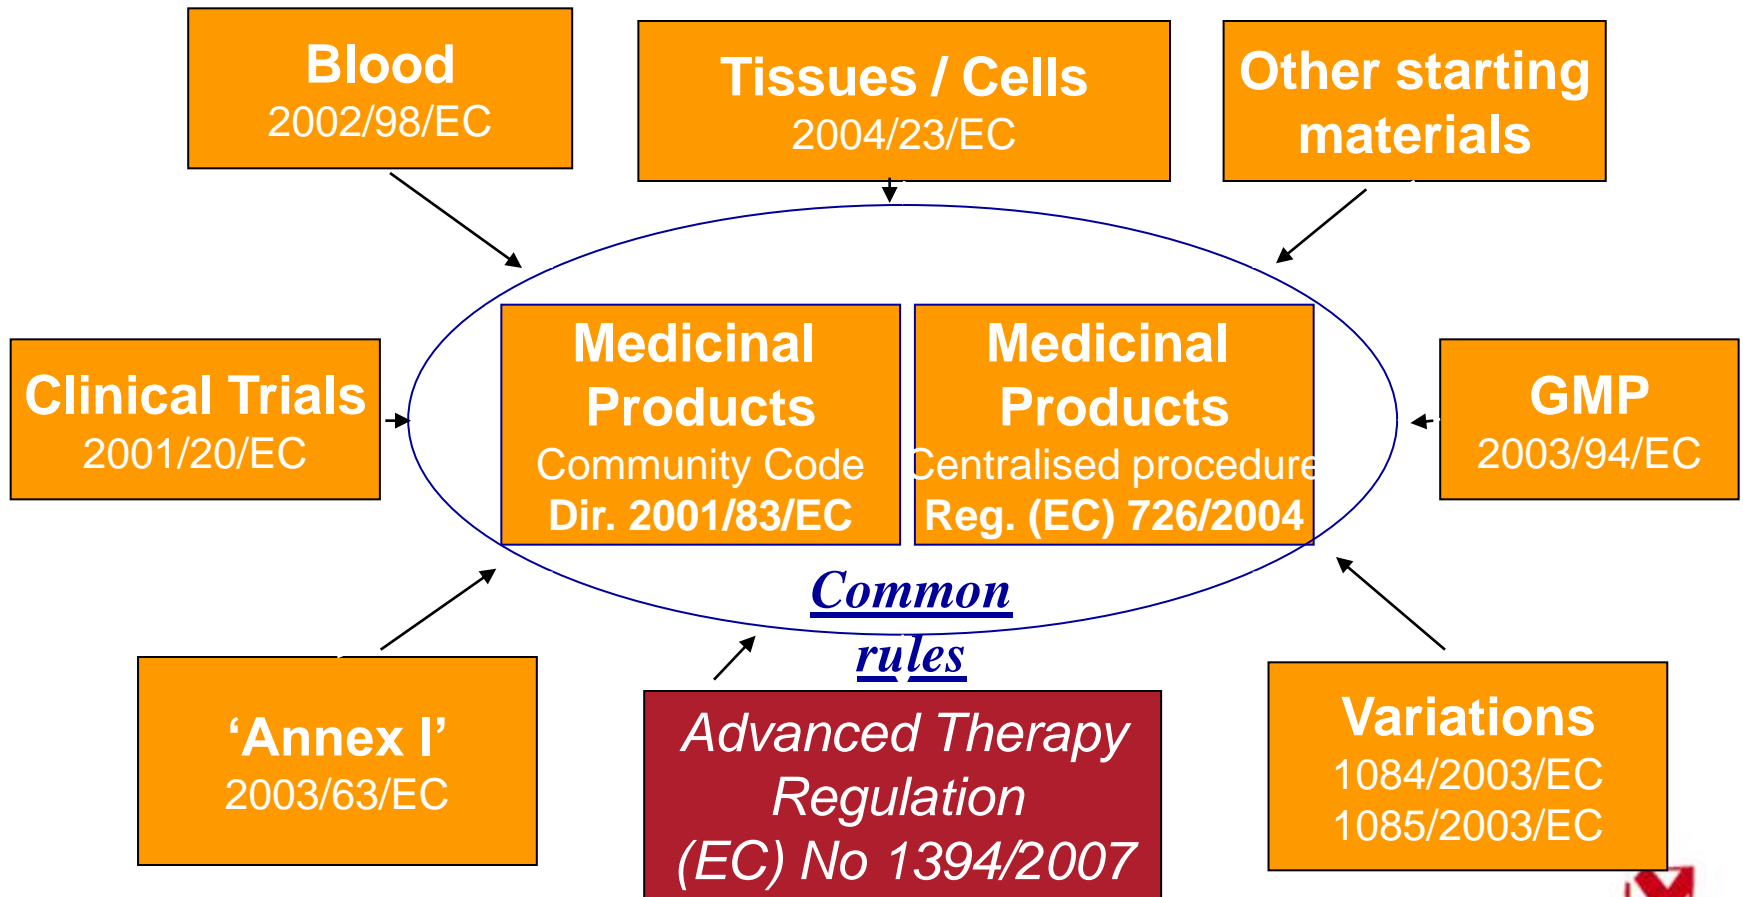 Blood
2002/98/EC
Tissues / Cells
2004/23/EC
Other starting
materials
Clinical Trials
2001/20/EC
Medicinal
Products
Community Code
Dir. 2001/83/EC
Medicinal
Products
Centralised procedure
Reg. (EC) 726/2004
GMP
2003/94/EC
Common
rules
‘Annex I’
2003/63/EC
Advanced Therapy
Regulation
(EC) No 1394/2007
Variations
1084/2003/EC
1085/2003/EC